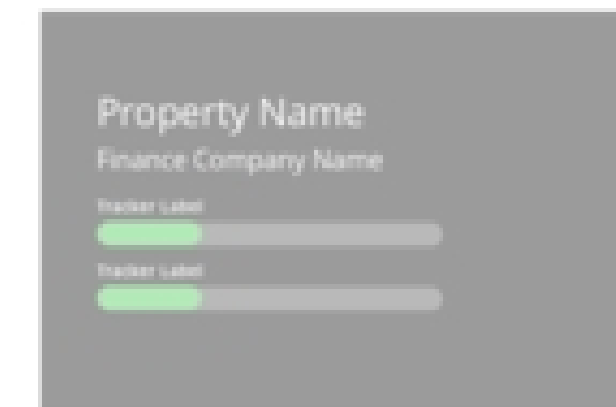 Property Name
Finance Company Name
Tracker Label
Tracker Label